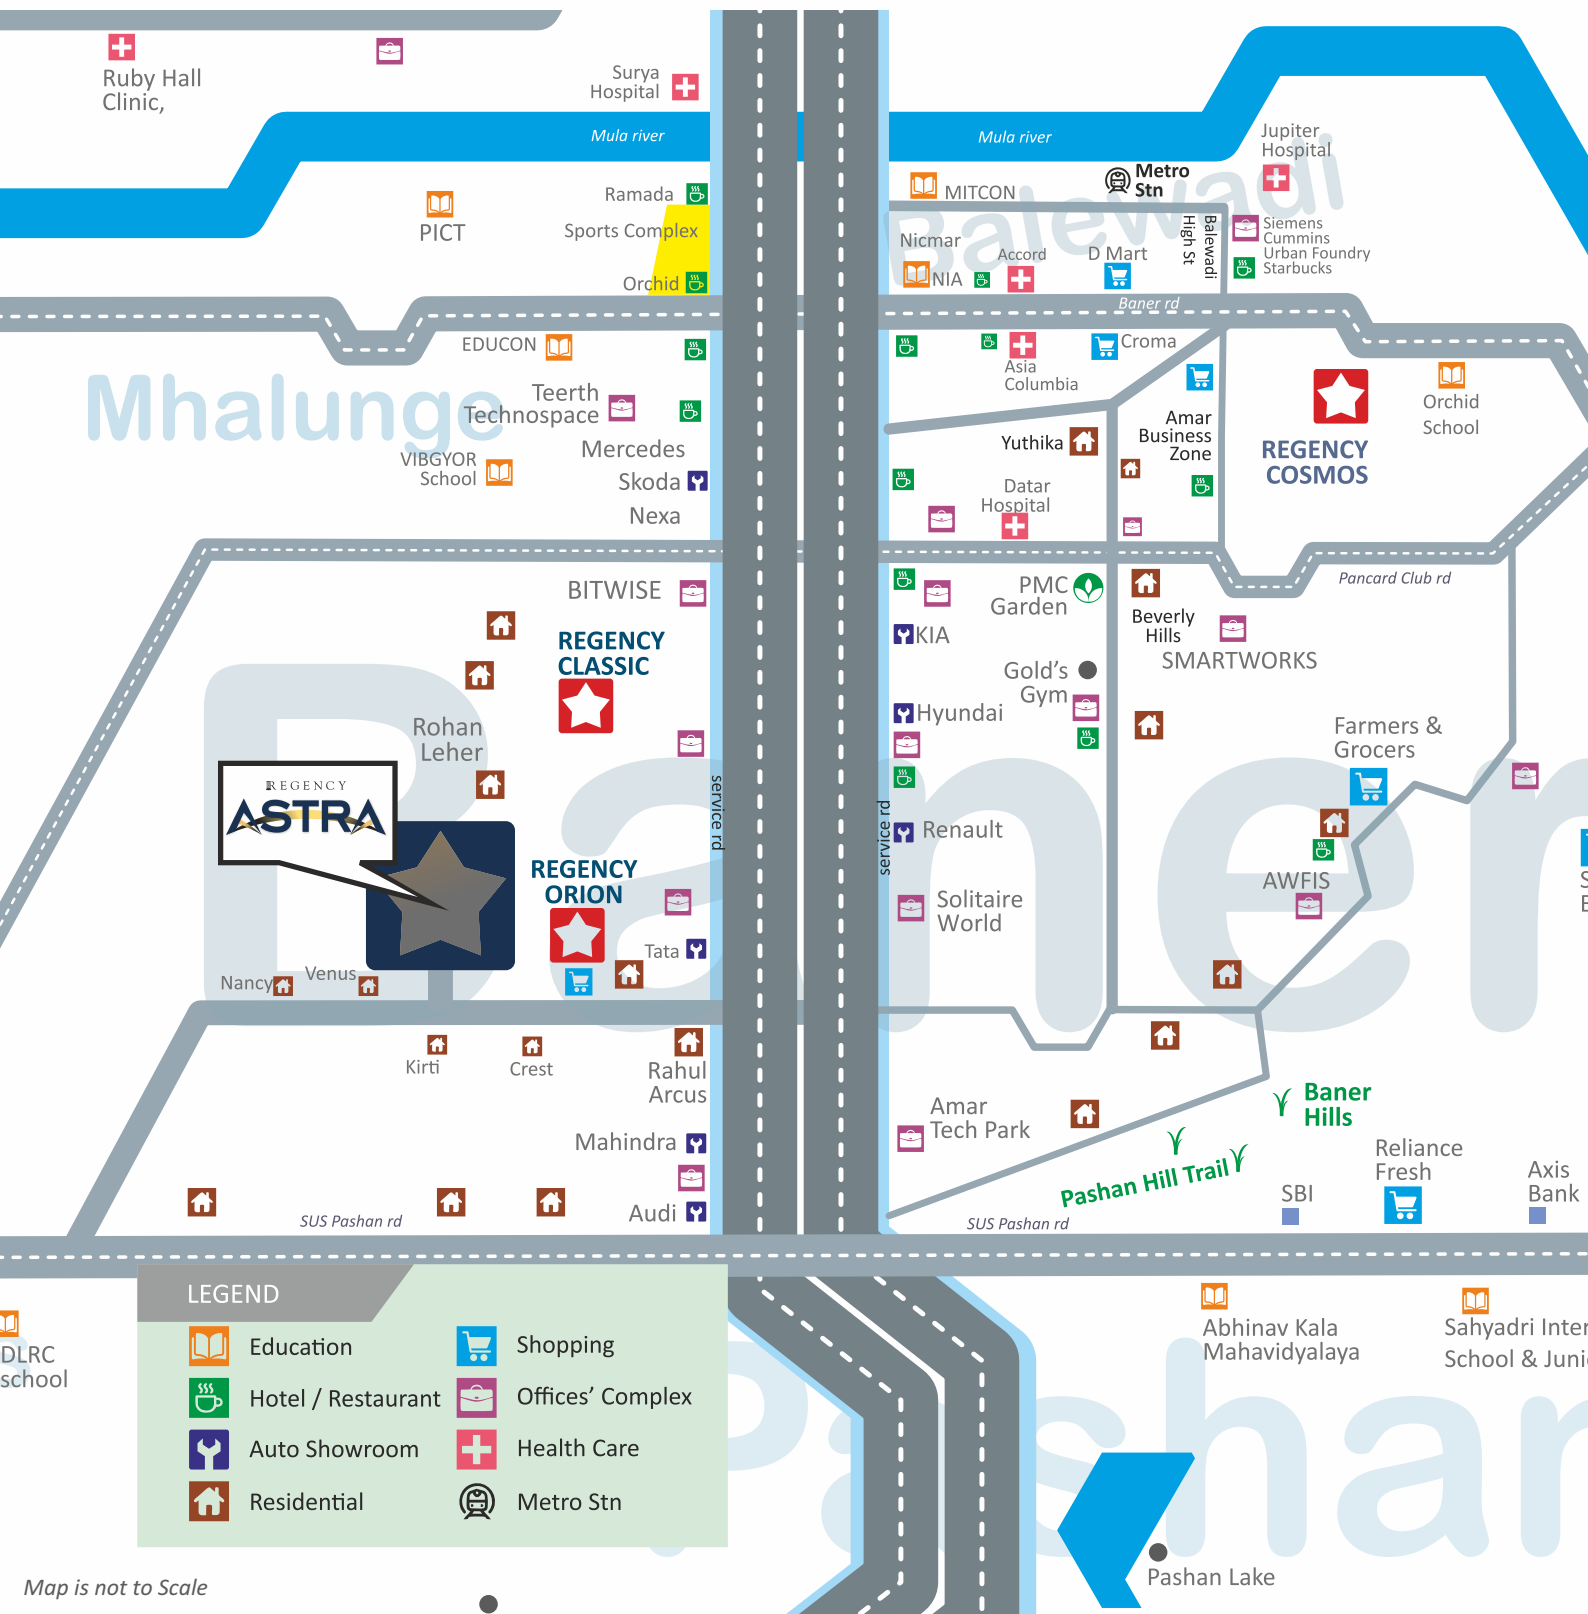 Ruby Hall
Clinic,
Surya
Hospital
Mula river
Mula river
Jupiter
Hospital
Metro
Stn
MITCON
Ramada
Sports Complex
Orchid
PICT
Balewadi
Nicmar
NIA
Accord
D Mart
Balewadi
High St
Siemens
Cummins
Urban Foundry
Starbucks
Baner rd
EDUCON
Teerth
Technospace
Mhalunge
Mercedes
VIBGYOR
School
Skoda
Nexa
Asia
Columbia
Croma
Amar
Business
Zone
Yuthika
Datar
Hospital
REGENCY
COSMOS
Orchid
School
Pancard Club rd
BITWISE
REGENCY
CLASSIC
Rohan
Leher
PMC
Garden
Beverly
Hills
KIA
SMARTWORKS
Gold's
Gym
Hyundai
Farmers &
Grocers
Baner
REGENCY
ASTRA
service rd
service rd
Renault
REGENCY
ORION
Solitaire
World
AWFIS
Tata
Nancy
Venus
Kirti
Crest
Rahul
Arcus
Mahindra
Audi
Amar
Tech Park
Baner
Hills
Pashan Hill Trail
Reliance
Fresh
SBI
Axis
Bank
SUS Pashan rd
SUS Pashan rd
LEGEND
Education
Shopping
Hotel / Restaurant
Offices' Complex
Auto Showroom
Health Care
Residential
Metro Stn
DLRC
school
Abhinav Kala
Mahavidyalaya
Sahyadri Inter
School & Juni
Pashan
Pashan Lake
Map is not to Scale